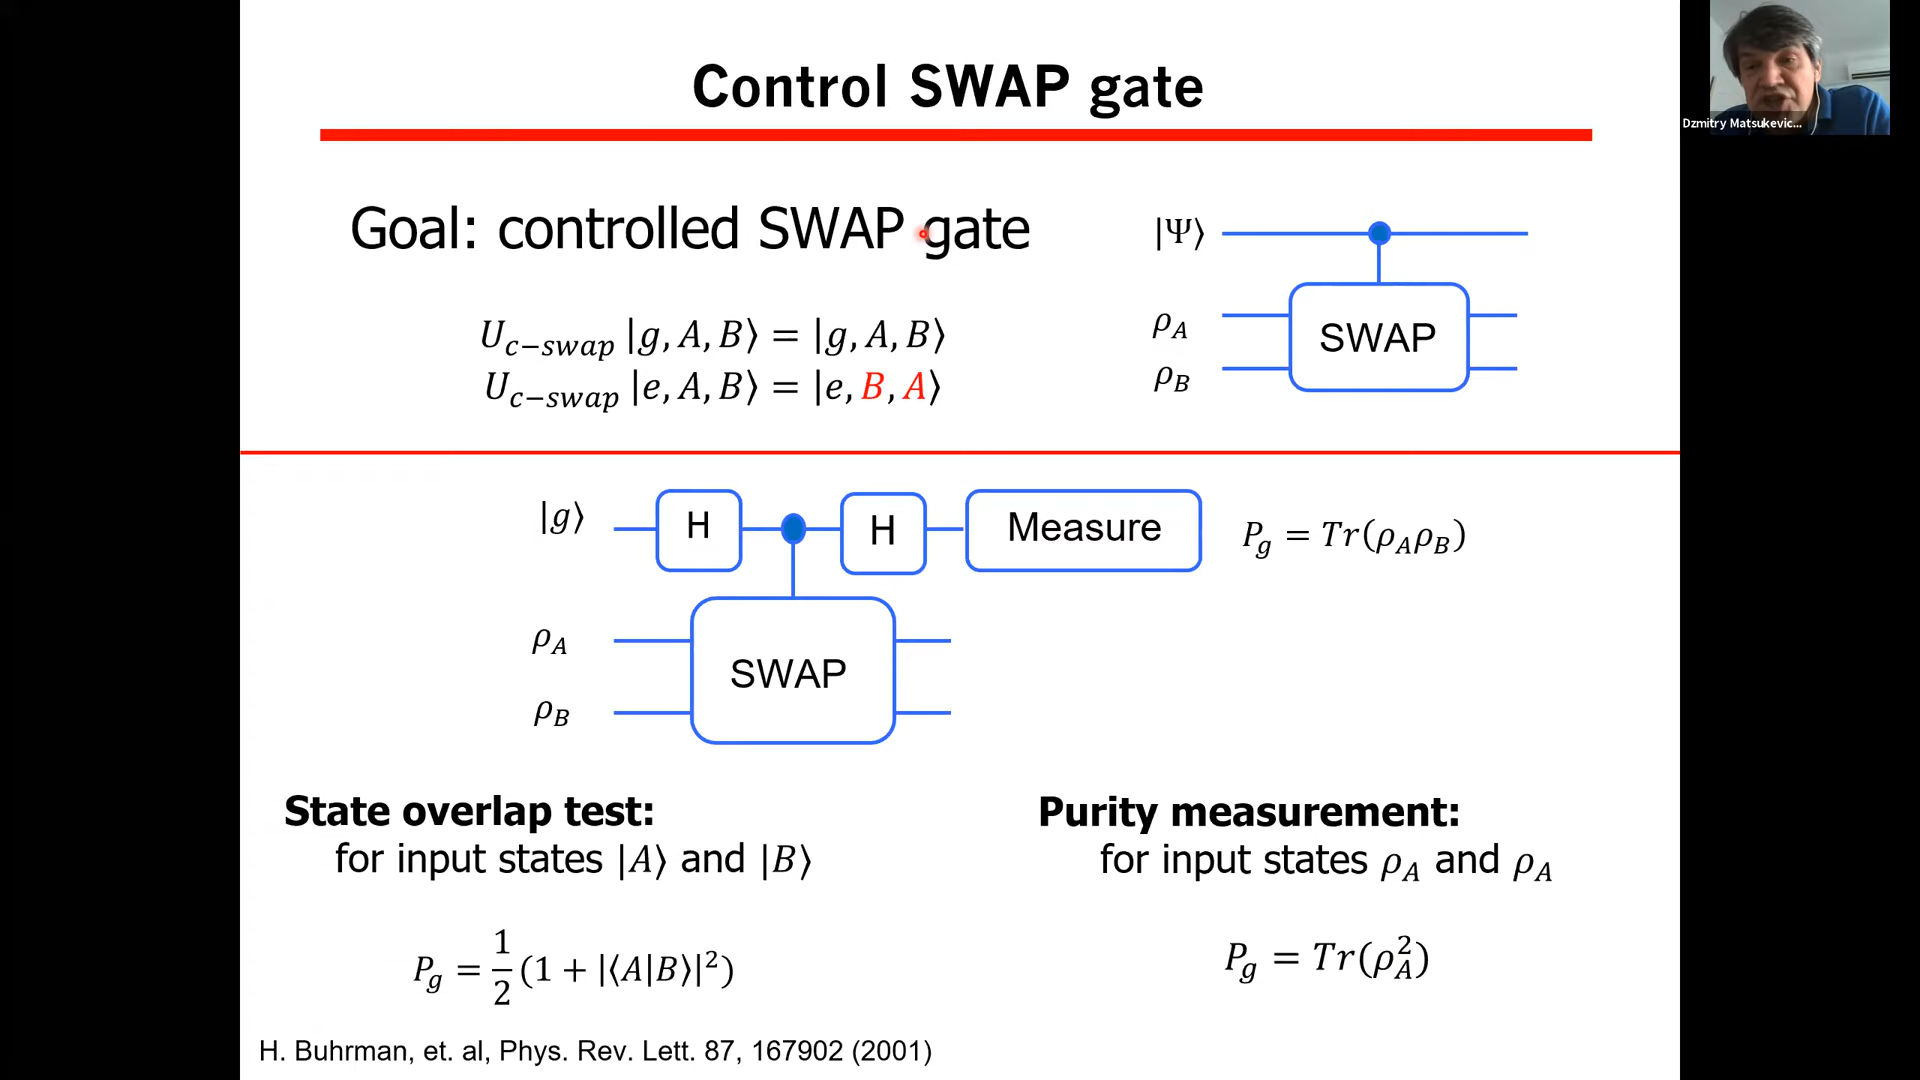 Control SWAP gate
Dzmitry Matsukevic...
Goal: controlled SWAP gate
U_{c−swap} |g, A, B⟩ = |g, A, B⟩
U_{c−swap} |e, A, B⟩ = |e, B, A⟩
|Ψ⟩
ρ_A
ρ_B
SWAP
|g⟩
H
H
Measure
P_g = Tr(ρ_Aρ_B)
ρ_A
SWAP
ρ_B
State overlap test:
for input states |A⟩ and |B⟩
P_g = 1/2 (1 + |⟨A|B⟩|²)
Purity measurement:
for input states ρ_A and ρ_A
P_g = Tr(ρ_A²)
H. Buhrman, et. al, Phys. Rev. Lett. 87, 167902 (2001)